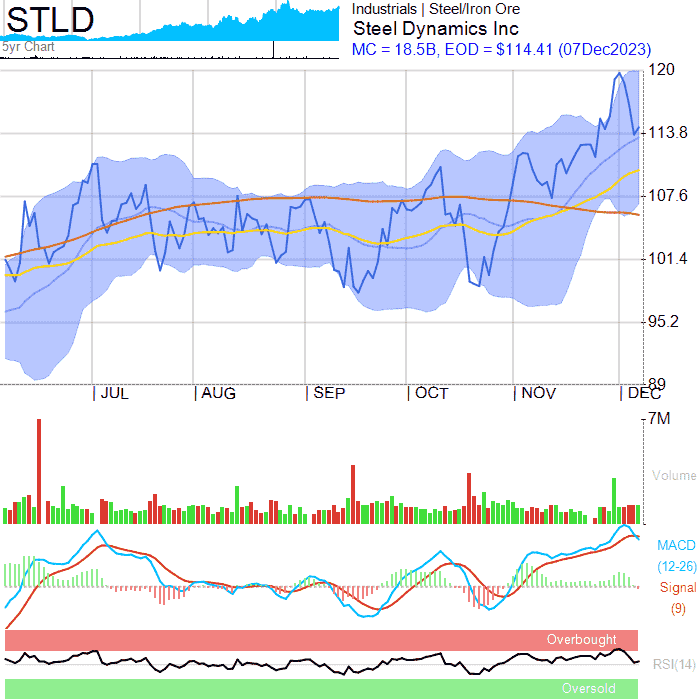 STLD
5yr Chart
Industrials | Steel/Iron Ore
Steel Dynamics Inc
MC = 18.5B, EOD = $114.41 (07Dec2023)
120
113.8
107.6
101.4
95.2
89
JUL AUG SEP OCT NOV DEC
7M
Volume
MACD
(12-26)
Signal
(9)
Overbought
RSI(14)
Oversold